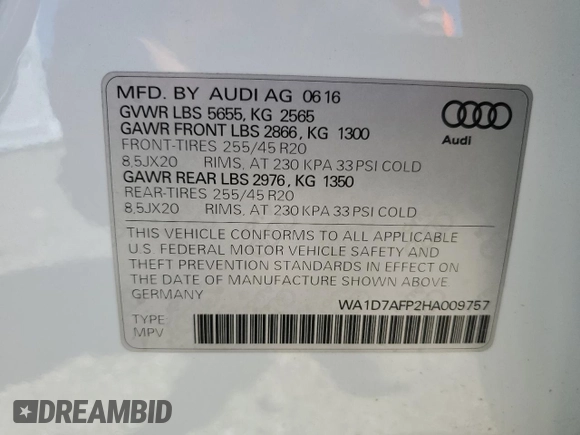 MFD. BY AUDI AG 0616
GVWR LBS 5655, KG 2565
GAWR FRONT LBS 2866, KG 1300
FRONT-TIRES 255/45 R20
8,5JX20 RIMS, AT 230 KPA 33 PSI COLD
GAWR REAR LBS 2976, KG 1350
REAR-TIRES 255/45 R20
8,5JX20 RIMS, AT 230 KPA 33 PSI COLD
Audi
THIS VEHICLE CONFORMS TO ALL APPLICABLE
U.S. FEDERAL MOTOR VEHICLE SAFETY AND
THEFT PREVENTION STANDARDS IN EFFECT ON
THE DATE OF MANUFACTURE SHOWN ABOVE
GERMANY
WA1D7AFP2HA009757
TYPE
MPV
DREAMBID